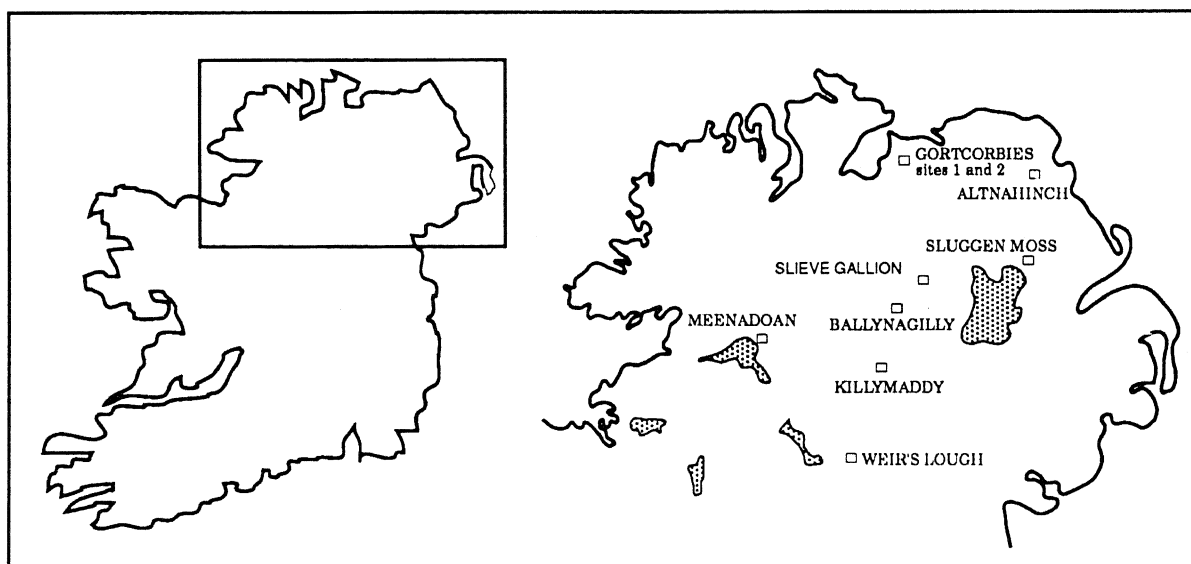 GORTCORBIES
sites 1 and 2
ALTNAHINCH
SLUGGEN MOSS
SLIEVE GALLION
MEENADOAN
BALLYNAGILLY
KILLYMADDY
WEIR'S LOUGH